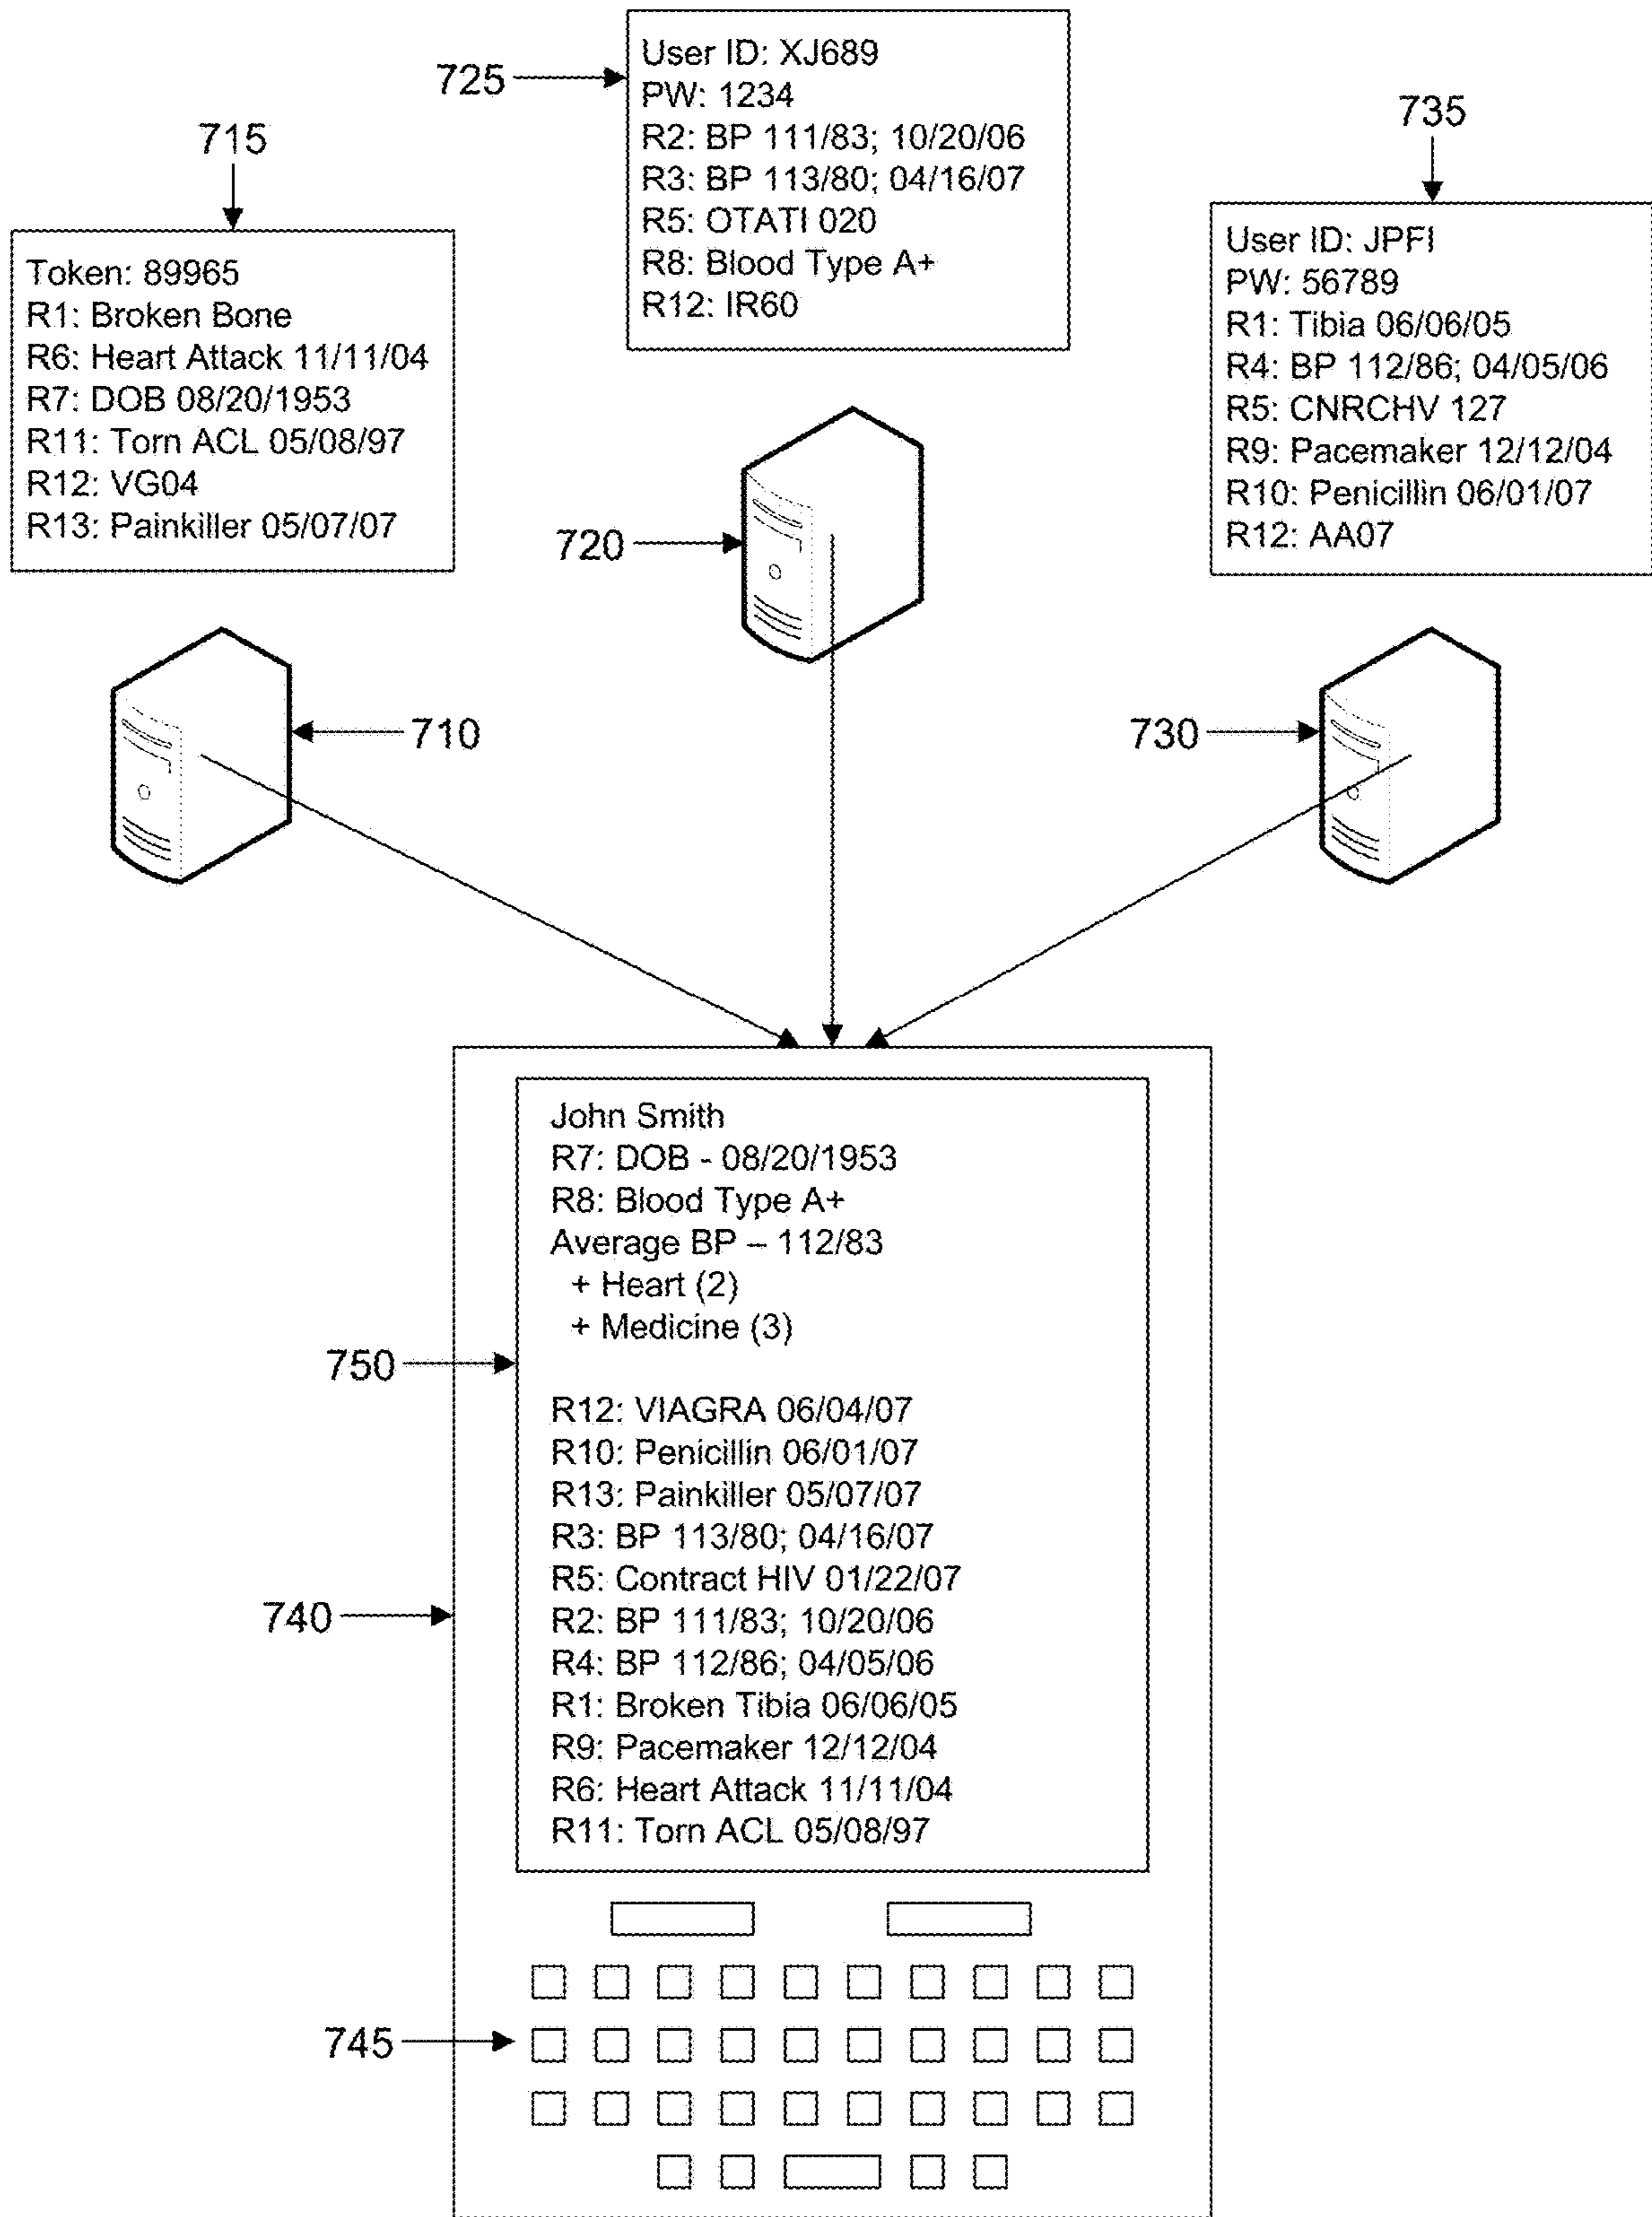 725
User ID: XJ689
PW: 1234
R2: BP 111/83; 10/20/06
R3: BP 113/80; 04/16/07
R5: OTATI 020
R8: Blood Type A+
R12: IR60
715
Token: 89965
R1: Broken Bone
R6: Heart Attack 11/11/04
R7: DOB 08/20/1953
R11: Torn ACL 05/08/97
R12: VG04
R13: Painkiller 05/07/07
735
User ID: JPFI
PW: 56789
R1: Tibia 06/06/05
R4: BP 112/86; 04/05/06
R5: CNRCHV 127
R9: Pacemaker 12/12/04
R10: Penicillin 06/01/07
R12: AA07
720
710
730
John Smith
R7: DOB - 08/20/1953
R8: Blood Type A+
Average BP – 112/83
+ Heart (2)
+ Medicine (3)
750
R12: VIAGRA 06/04/07
R10: Penicillin 06/01/07
R13: Painkiller 05/07/07
R3: BP 113/80; 04/16/07
R5: Contract HIV 01/22/07
740
R2: BP 111/83; 10/20/06
R4: BP 112/86; 04/05/06
R1: Broken Tibia 06/06/05
R9: Pacemaker 12/12/04
R6: Heart Attack 11/11/04
R11: Torn ACL 05/08/97
745